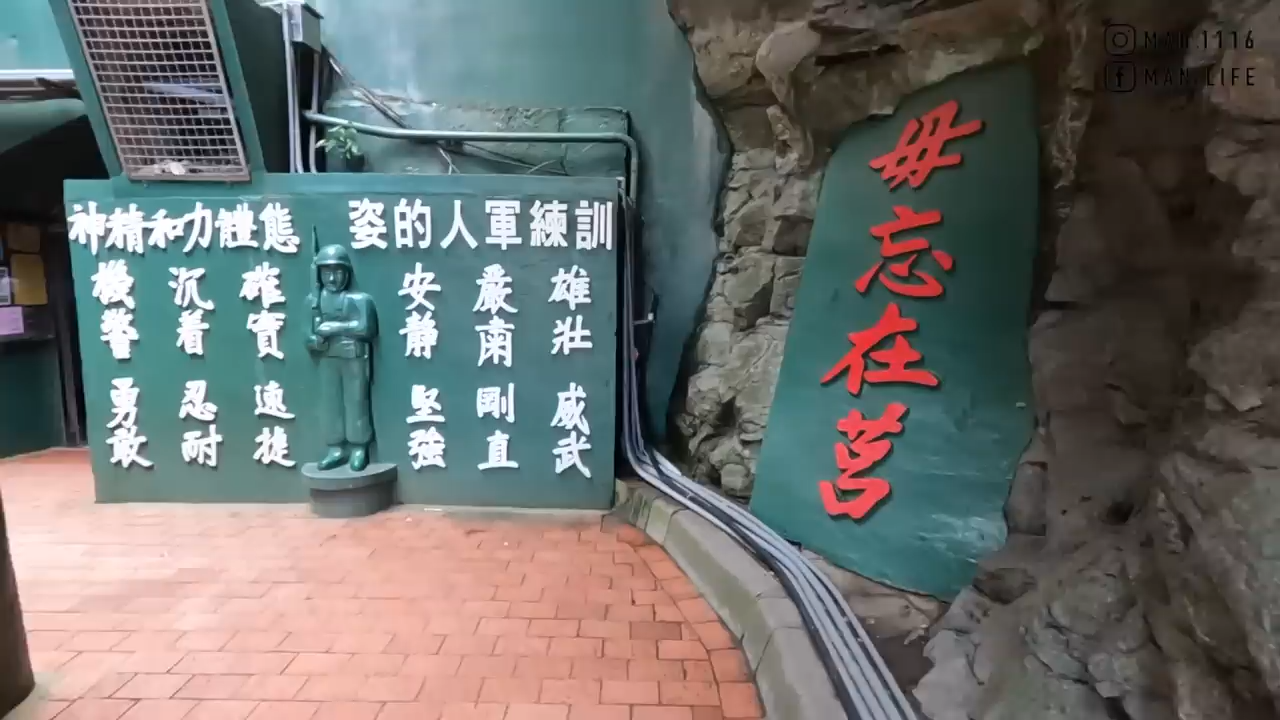 訓練軍人的姿態體力和精神
雄壯 威武
嚴肅 剛直
安靜 堅強
確實 速捷
沉着 忍耐
機警 勇敢
毋忘在莒
MAN.1116
MAN.LIFE